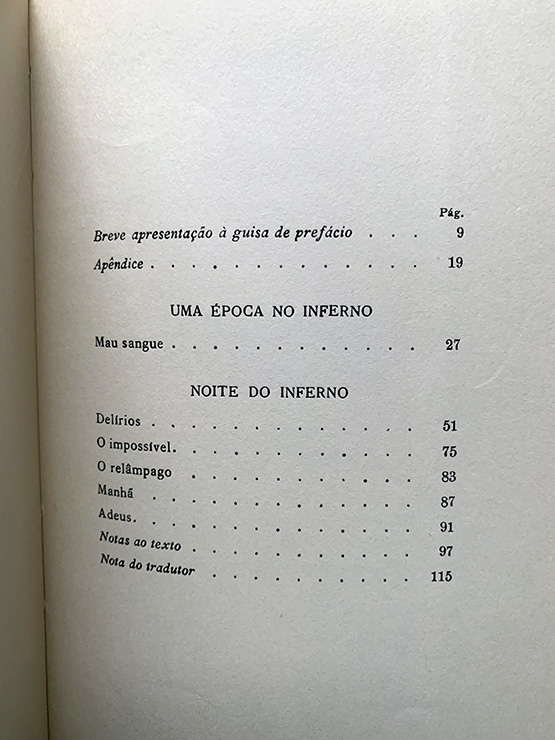 Pág.
Breve apresentação à guisa de prefácio . . . 9
Apêndice . . . . . . . . . . . . . 19
UMA ÉPOCA NO INFERNO
Mau sangue . . . . . . . . . . . . 27
NOITE DO INFERNO
Delírios . . . . . . . . . . . . . 51
O impossível. . . . . . . . . . . . 75
O relâmpago . . . . . . . . . . . 83
Manhã . . . . . . . . . . . . . 87
Adeus. . . . . . . . . . . . . . 91
Notas ao texto . . . . . . . . . . . 97
Nota do tradutor . . . . . . . . . . 115